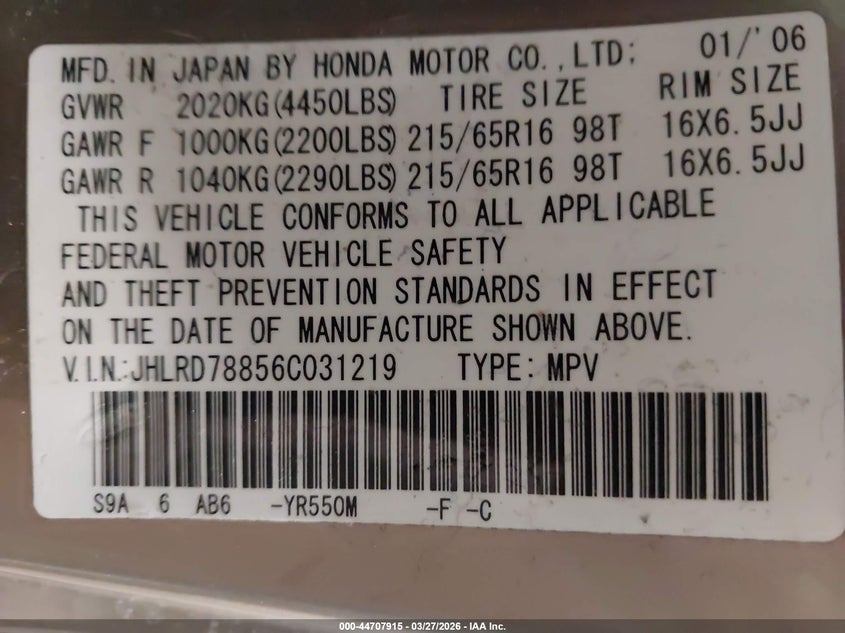 MFD. IN JAPAN BY HONDA MOTOR CO.,LTD; 01/'06
GVWR 2020KG(4450LBS) TIRE SIZE RIM SIZE
GAWR F 1000KG(2200LBS) 215/65R16 98T 16X6.5JJ
GAWR R 1040KG(2290LBS) 215/65R16 98T 16X6.5JJ
THIS VEHICLE CONFORMS TO ALL APPLICABLE
FEDERAL MOTOR VEHICLE SAFETY
AND THEFT PREVENTION STANDARDS IN EFFECT
ON THE DATE OF MANUFACTURE SHOWN ABOVE.
V.I.N.:JHLRD78856C031219 TYPE: MPV
S9A 6 AB6 -YR550M -F -C
000-44707915 - 03/27/2026 - IAA Inc.